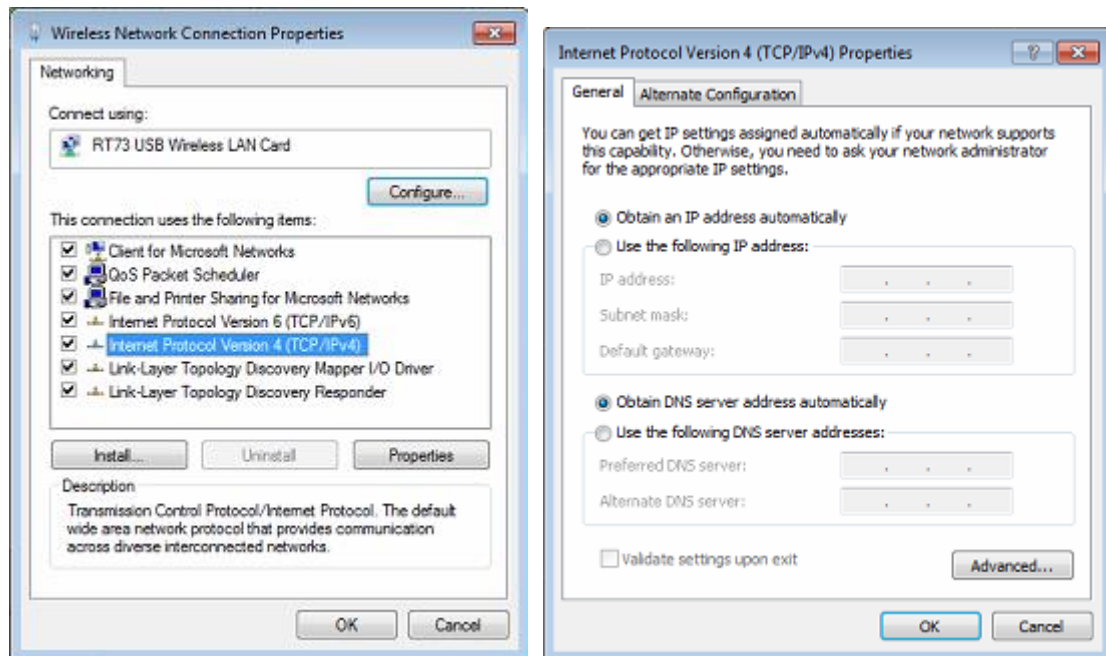 Wireless Network Connection Properties
Networking
Connect using:
RT73 USB Wireless LAN Card
Configure...
This connection uses the following items:
Client for Microsoft Networks
QoS Packet Scheduler
File and Printer Sharing for Microsoft Networks
Internet Protocol Version 6 (TCP/IPv6)
Internet Protocol Version 4 (TCP/IPv4)
Link-Layer Topology Discovery Mapper I/O Driver
Link-Layer Topology Discovery Responder
Install... Uninstall Properties
Description
Transmission Control Protocol/Internet Protocol. The default
wide area network protocol that provides communication
across diverse interconnected networks.
OK Cancel
Internet Protocol Version 4 (TCP/IPv4) Properties
General Alternate Configuration
You can get IP settings assigned automatically if your network supports
this capability. Otherwise, you need to ask your network administrator
for the appropriate IP settings.
Obtain an IP address automatically
Use the following IP address:
IP address:
Subnet mask:
Default gateway:
Obtain DNS server address automatically
Use the following DNS server addresses:
Preferred DNS server:
Alternate DNS server:
Validate settings upon exit
Advanced...
OK Cancel